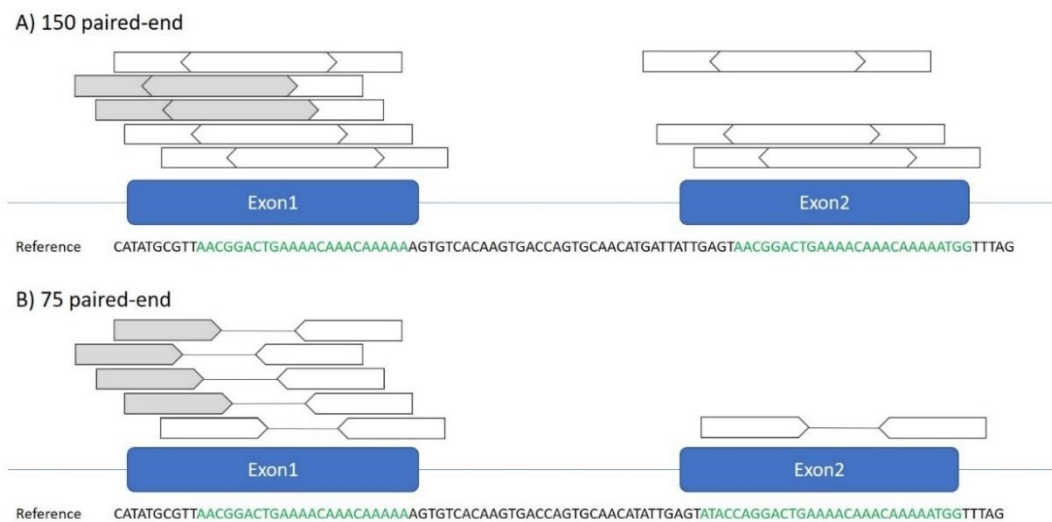 A) 150 paired-end
Exon1 Exon2
Reference CATATGCGTTAACGGACTGAAAACAAACAAAAAAGTGTCACAAGTGACCAGTGCAACATGATTATTGAGTAACGGACTGAAAACAAACAAAAATGGTTTAG
B) 75 paired-end
Exon1 Exon2
Reference CATATGCGTTAACGGACTGAAAACAAACAAAAAAGTGTCACAAGTGACCAGTGCAACATATTGAGTATACCAGGACTGAAAACAAACAAAAATGGTTTAG